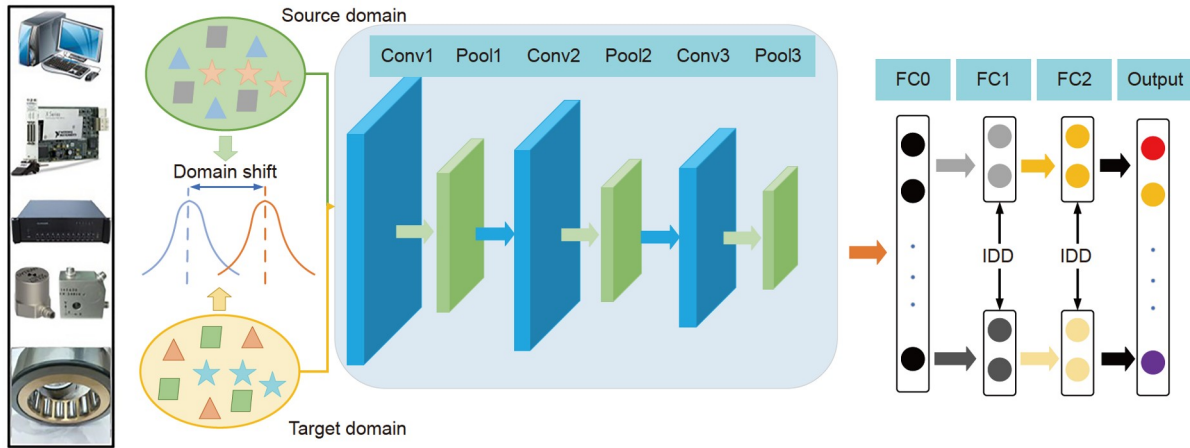 Source domain
Conv1 Pool1 Conv2 Pool2 Conv3 Pool3
FC0 FC1 FC2 Output
Domain shift
IDD IDD
Target domain